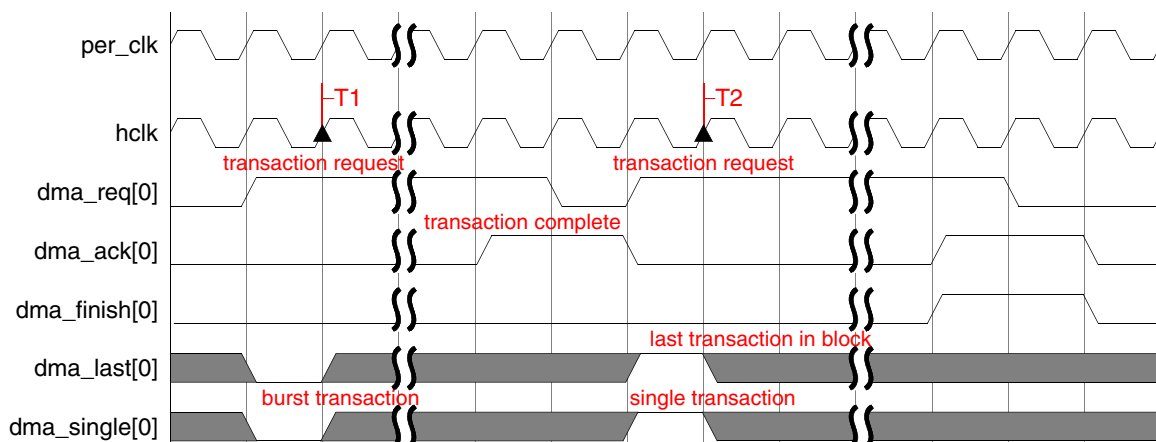 per_clk
T1
T2
hclk
transaction request
transaction request
dma_req[0]
transaction complete
dma_ack[0]
dma_finish[0]
last transaction in block
dma_last[0]
burst transaction
single transaction
dma_single[0]